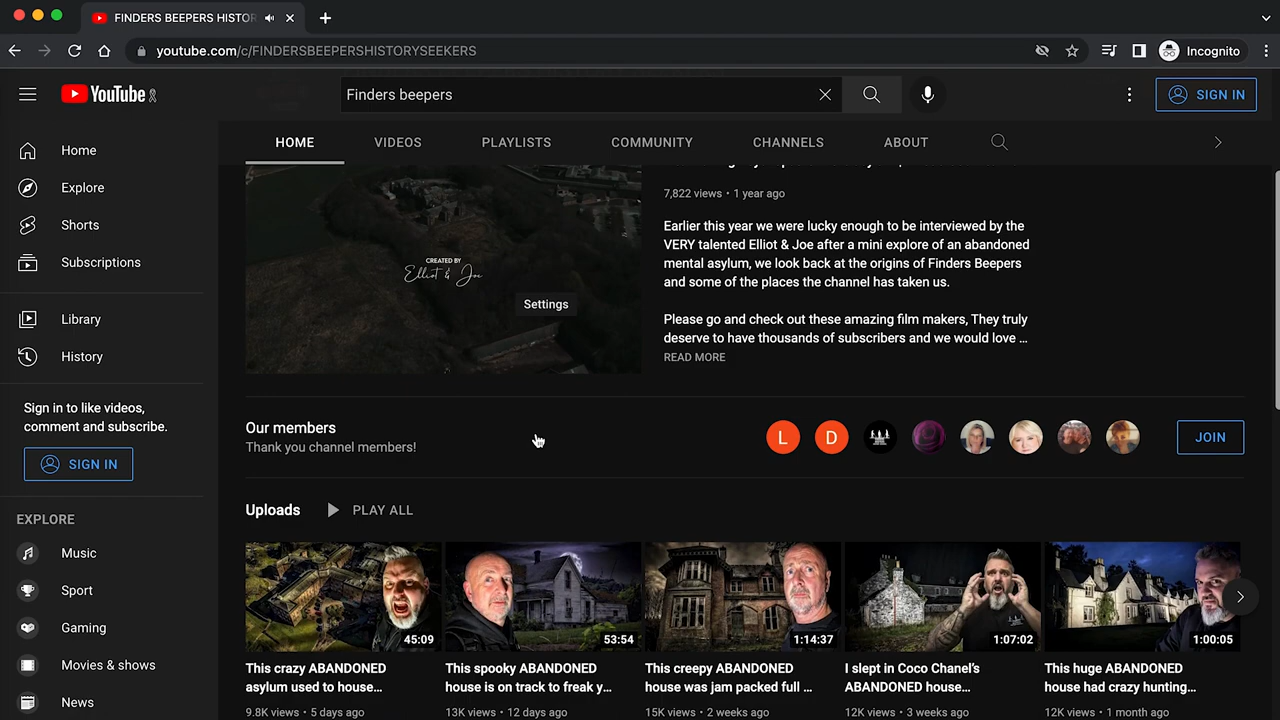 FINDERS BEEPERS HISTOR
youtube.com/c/FINDERSBEEPERSHISTORYSEEKERS
Incognito
YouTube
Finders beepers
SIGN IN
HOME VIDEOS PLAYLISTS COMMUNITY CHANNELS ABOUT
Home
Explore
Shorts
Subscriptions
Library
History
Sign in to like videos,
comment and subscribe.
SIGN IN
EXPLORE
Music
Sport
Gaming
Movies & shows
News
CREATED BY
Elliot & Joe
Settings
7,822 views • 1 year ago
Earlier this year we were lucky enough to be interviewed by the
VERY talented Elliot & Joe after a mini explore of an abandoned
mental asylum, we look back at the origins of Finders Beepers
and some of the places the channel has taken us.
Please go and check out these amazing film makers, They truly
deserve to have thousands of subscribers and we would love ...
READ MORE
Our members
Thank you channel members!
L D
JOIN
Uploads PLAY ALL
45:09
This crazy ABANDONED
asylum used to house...
9.8K views • 5 days ago
53:54
This spooky ABANDONED
house is on track to freak y...
13K views • 12 days ago
1:14:37
This creepy ABANDONED
house was jam packed full ...
15K views • 2 weeks ago
1:07:02
I slept in Coco Chanel's
ABANDONED house...
12K views • 3 weeks ago
1:00:05
This huge ABANDONED
house had crazy hunting...
12K views • 1 month ago